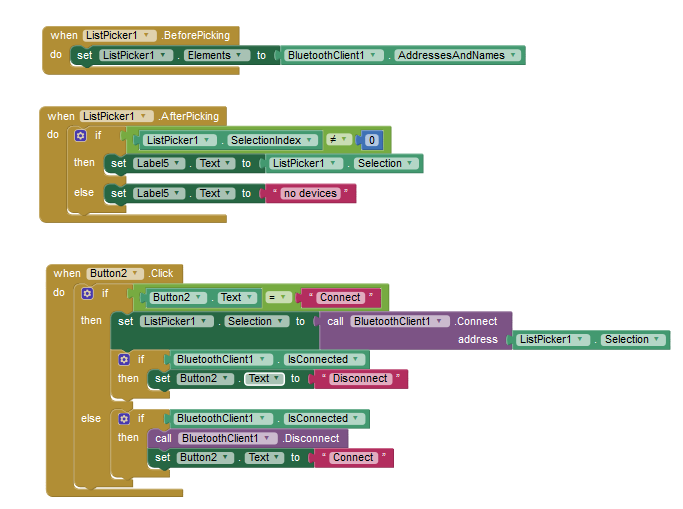 when ListPicker1 .BeforePicking
do set ListPicker1 . Elements to BluetoothClient1 . AddressesAndNames
when ListPicker1 .AfterPicking
do if ListPicker1 . SelectionIndex ≠ 0
then set Label5 . Text to ListPicker1 . Selection
else set Label5 . Text to “ no devices ”
when Button2 .Click
do if Button2 . Text = “ Connect ”
then set ListPicker1 . Selection to call BluetoothClient1 .Connect
address ListPicker1 . Selection
if BluetoothClient1 . IsConnected
then set Button2 . Text to “ Disconnect ”
else if BluetoothClient1 . IsConnected
then call BluetoothClient1 .Disconnect
set Button2 . Text to “ Connect ”